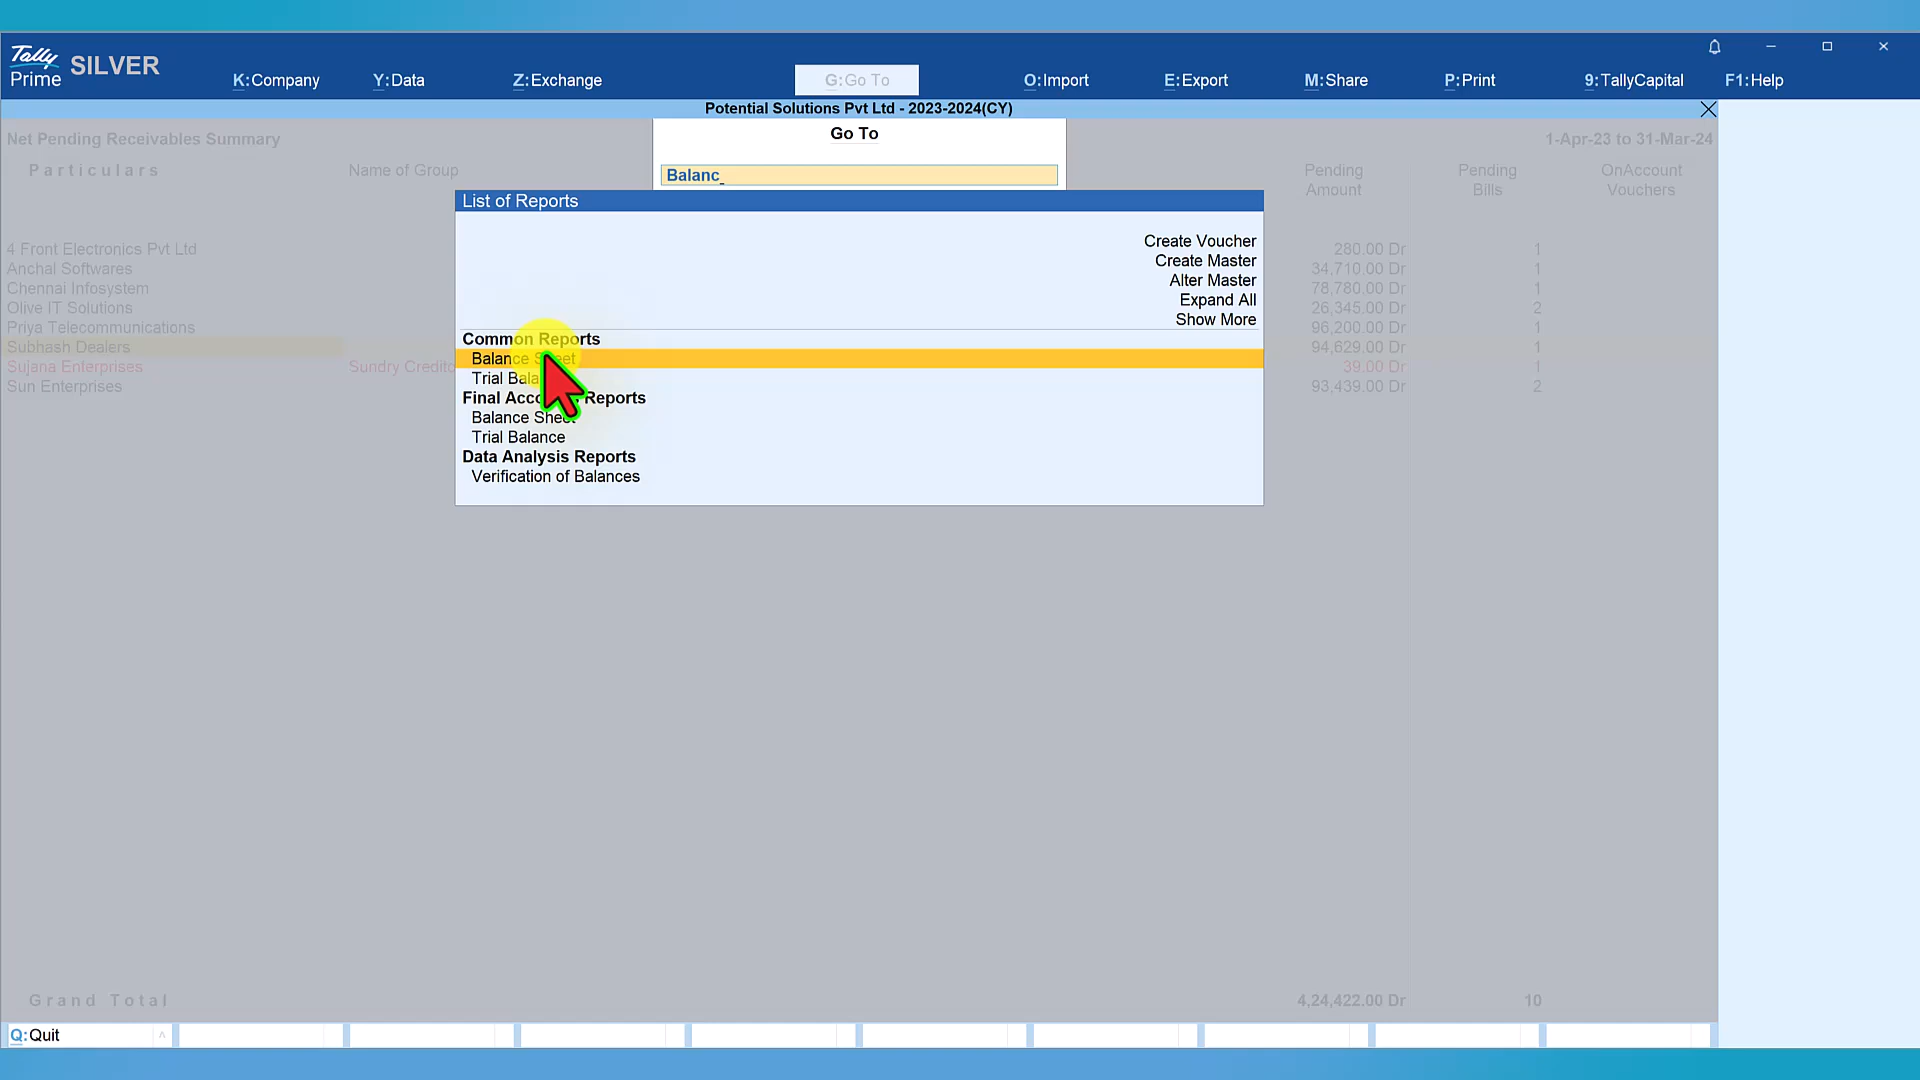 Tally
Prime SILVER
K:Company Y:Data Z:Exchange G:Go To O:Import E:Export M:Share P:Print 9:TallyCapital F1:Help
Potential Solutions Pvt Ltd - 2023-2024(CY)
Net Pending Receivables Summary Go To 1-Apr-23 to 31-Mar-24
Particulars Name of Group Pending Pending OnAccount
Amount Bills Vouchers
Balanc
List of Reports
Create Voucher
Create Master
Alter Master
Expand All
Show More
4 Front Electronics Pvt Ltd 280.00 Dr 1
Anchal Softwares 34,710.00 Dr 1
Chennai Infosystem 78,780.00 Dr 1
Olive IT Solutions 26,345.00 Dr 2
Priya Telecommunications 96,200.00 Dr 1
Subhash Dealers 94,629.00 Dr 1
Sujana Enterprises Sundry 39.00 Dr 1
Sun Enterprises 93,439.00 Dr 2
Common Reports
Balance
Trial
Final Reports
Balance Sheet
Trial Balance
Data Analysis Reports
Verification of Balances
Grand Total 4,24,422.00 Dr 10
Q:Quit